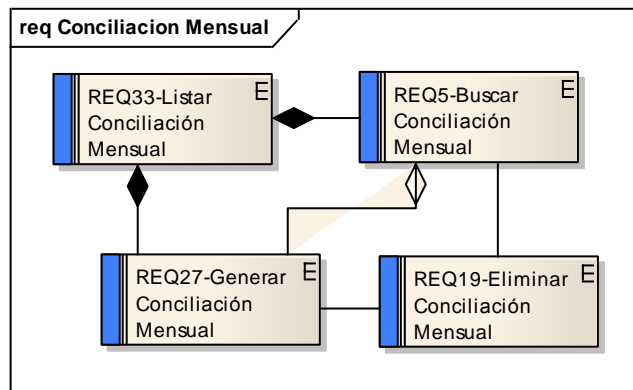 req Conciliacion Mensual
REQ33-Listar
Conciliación
Mensual
E
REQ5-Buscar
Conciliación
Mensual
E
REQ27-Generar
Conciliación
Mensual
E
REQ19-Eliminar
Conciliación
Mensual
E